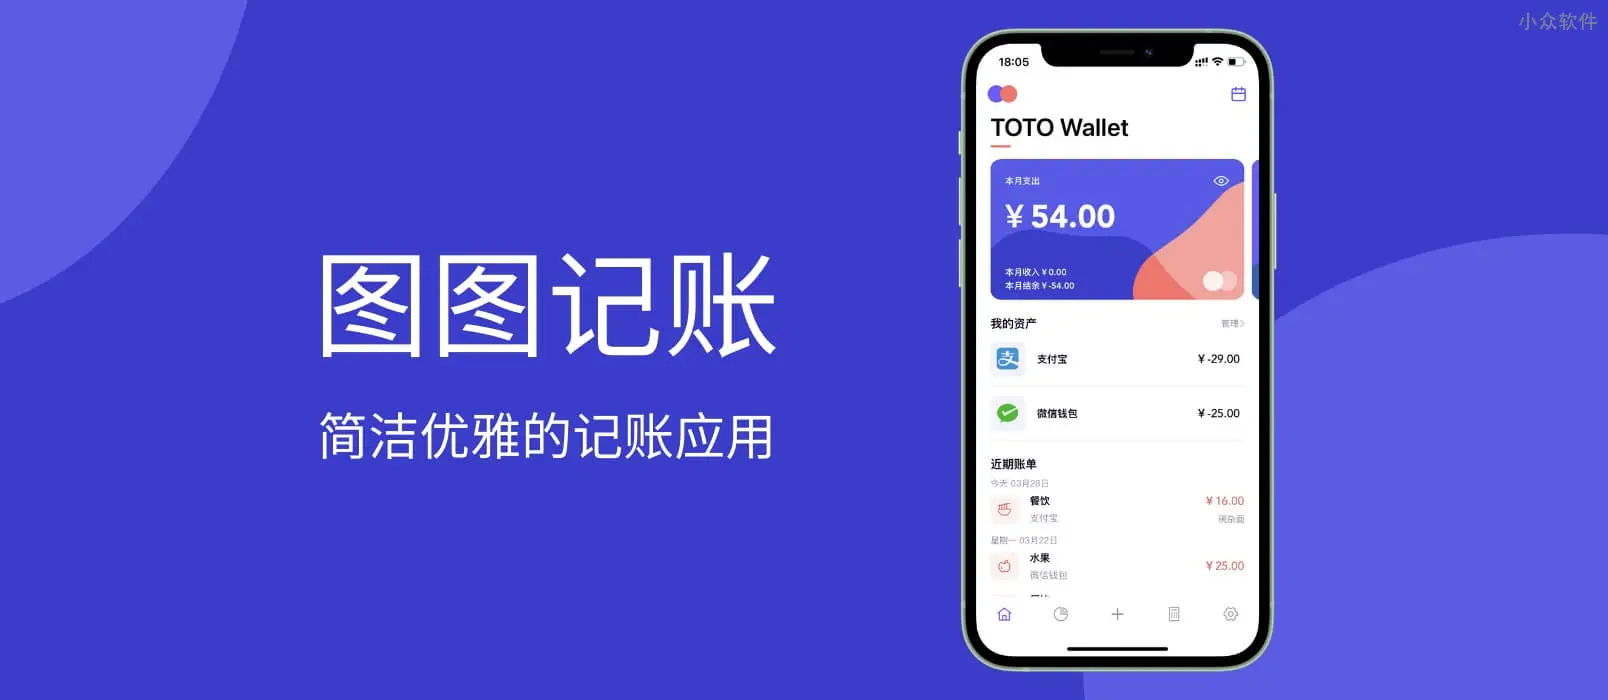 小众软件
图图记账
简洁优雅的记账应用
18:05
TOTO Wallet
本月支出
¥ 54.00
本月收入 ¥ 0.00
本月结余 ¥ -54.00
我的资产
管理
支付宝
¥ -29.00
微信钱包
¥ -25.00
近期账单
今天 03月28日
餐饮
¥ 16.00
支付宝
碗杂面
星期一 03月22日
水果
¥ 25.00
微信钱包